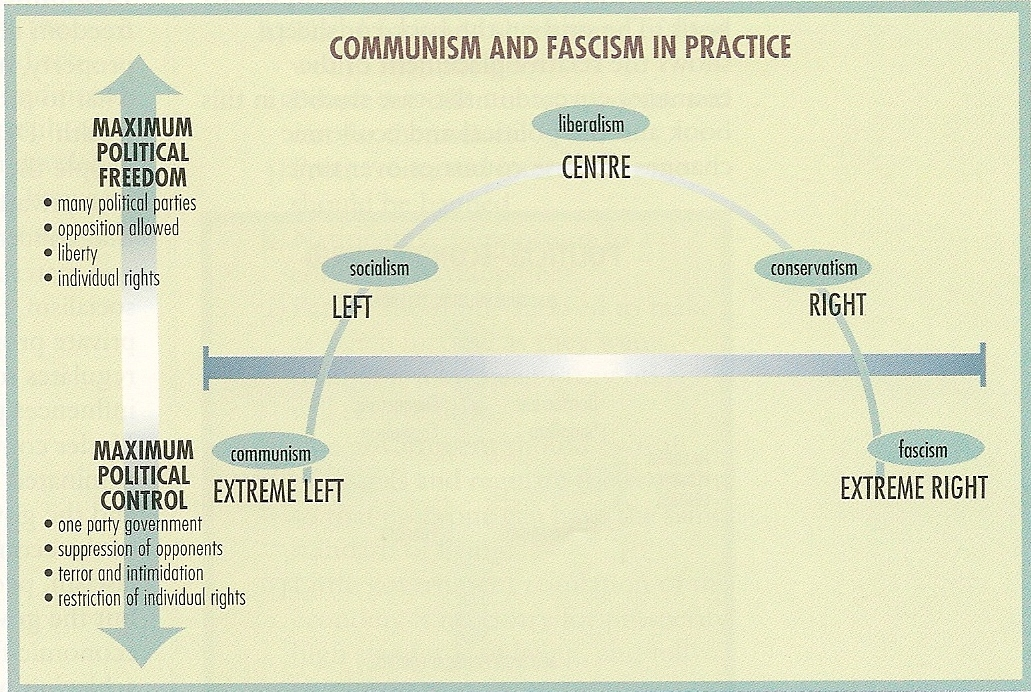 COMMUNISM AND FASCISM IN PRACTICE
MAXIMUM
POLITICAL
FREEDOM
• many political parties
• opposition allowed
• liberty
• individual rights
liberalism
CENTRE
socialism
LEFT
conservatism
RIGHT
MAXIMUM
POLITICAL
CONTROL
• one party government
• suppression of opponents
• terror and intimidation
• restriction of individual rights
communism
EXTREME LEFT
fascism
EXTREME RIGHT